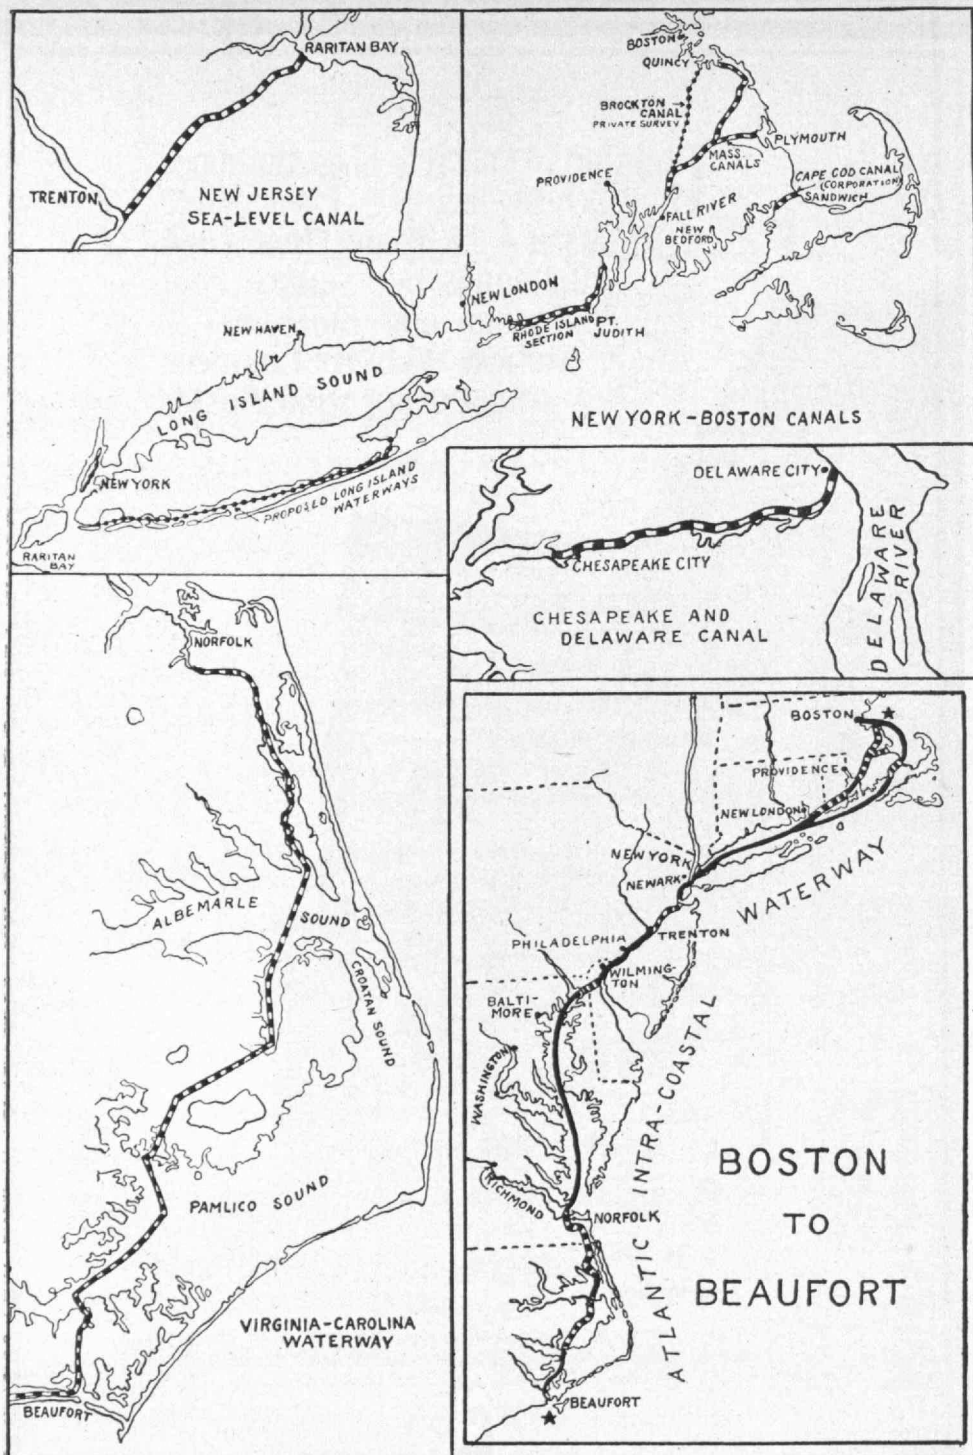 RARITAN BAY
TRENTON
NEW JERSEY
SEA-LEVEL CANAL
BOSTON
QUINCY
BROCKTON
CANAL
PRIVATE SURVEY
PLYMOUTH
MASS.
CANALS
CAPE COD CANAL
(CORPORATION)
SANDWICH
PROVIDENCE
FALL RIVER
NEW
BEDFORD
NEW LONDON
RHODE ISLAND
SECTION
PT.
JUDITH
NEW HAVEN
LONG ISLAND SOUND
NEW YORK
PROPOSED LONG ISLAND
WATERWAYS
RARITAN
BAY
NEW YORK-BOSTON CANALS
DELAWARE CITY
CHESAPEAKE CITY
CHESAPEAKE AND
DELAWARE CANAL
DELAWARE
RIVER
NORFOLK
ALBEMARLE
SOUND
CROATAN SOUND
PAMLICO SOUND
VIRGINIA-CAROLINA
WATERWAY
BEAUFORT
BOSTON
PROVIDENCE
NEW LONDON
NEW YORK
NEWARK
TRENTON
PHILADELPHIA
WILMING-
TON
BALTI-
MORE
WASHINGTON
RICHMOND
NORFOLK
BEAUFORT
ATLANTIC INTRA-COASTAL
WATERWAY
BOSTON
TO
BEAUFORT